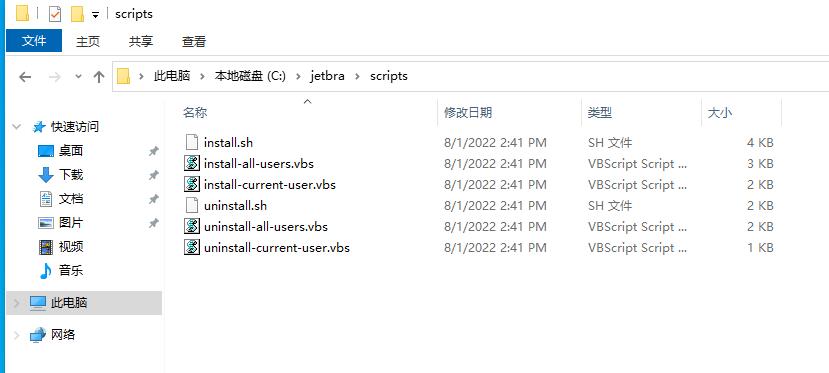 scripts
文件 主页 共享 查看
此电脑 本地磁盘 (C:) jetbra scripts
名称 修改日期 类型 大小
快速访问
桌面
下载
文档
图片
视频
音乐
此电脑
网络
install.sh 8/1/2022 2:41 PM SH 文件 4 KB
install-all-users.vbs 8/1/2022 2:41 PM VBScript Script ... 3 KB
install-current-user.vbs 8/1/2022 2:41 PM VBScript Script ... 2 KB
uninstall.sh 8/1/2022 2:41 PM SH 文件 2 KB
uninstall-all-users.vbs 8/1/2022 2:41 PM VBScript Script ... 2 KB
uninstall-current-user.vbs 8/1/2022 2:41 PM VBScript Script ... 1 KB